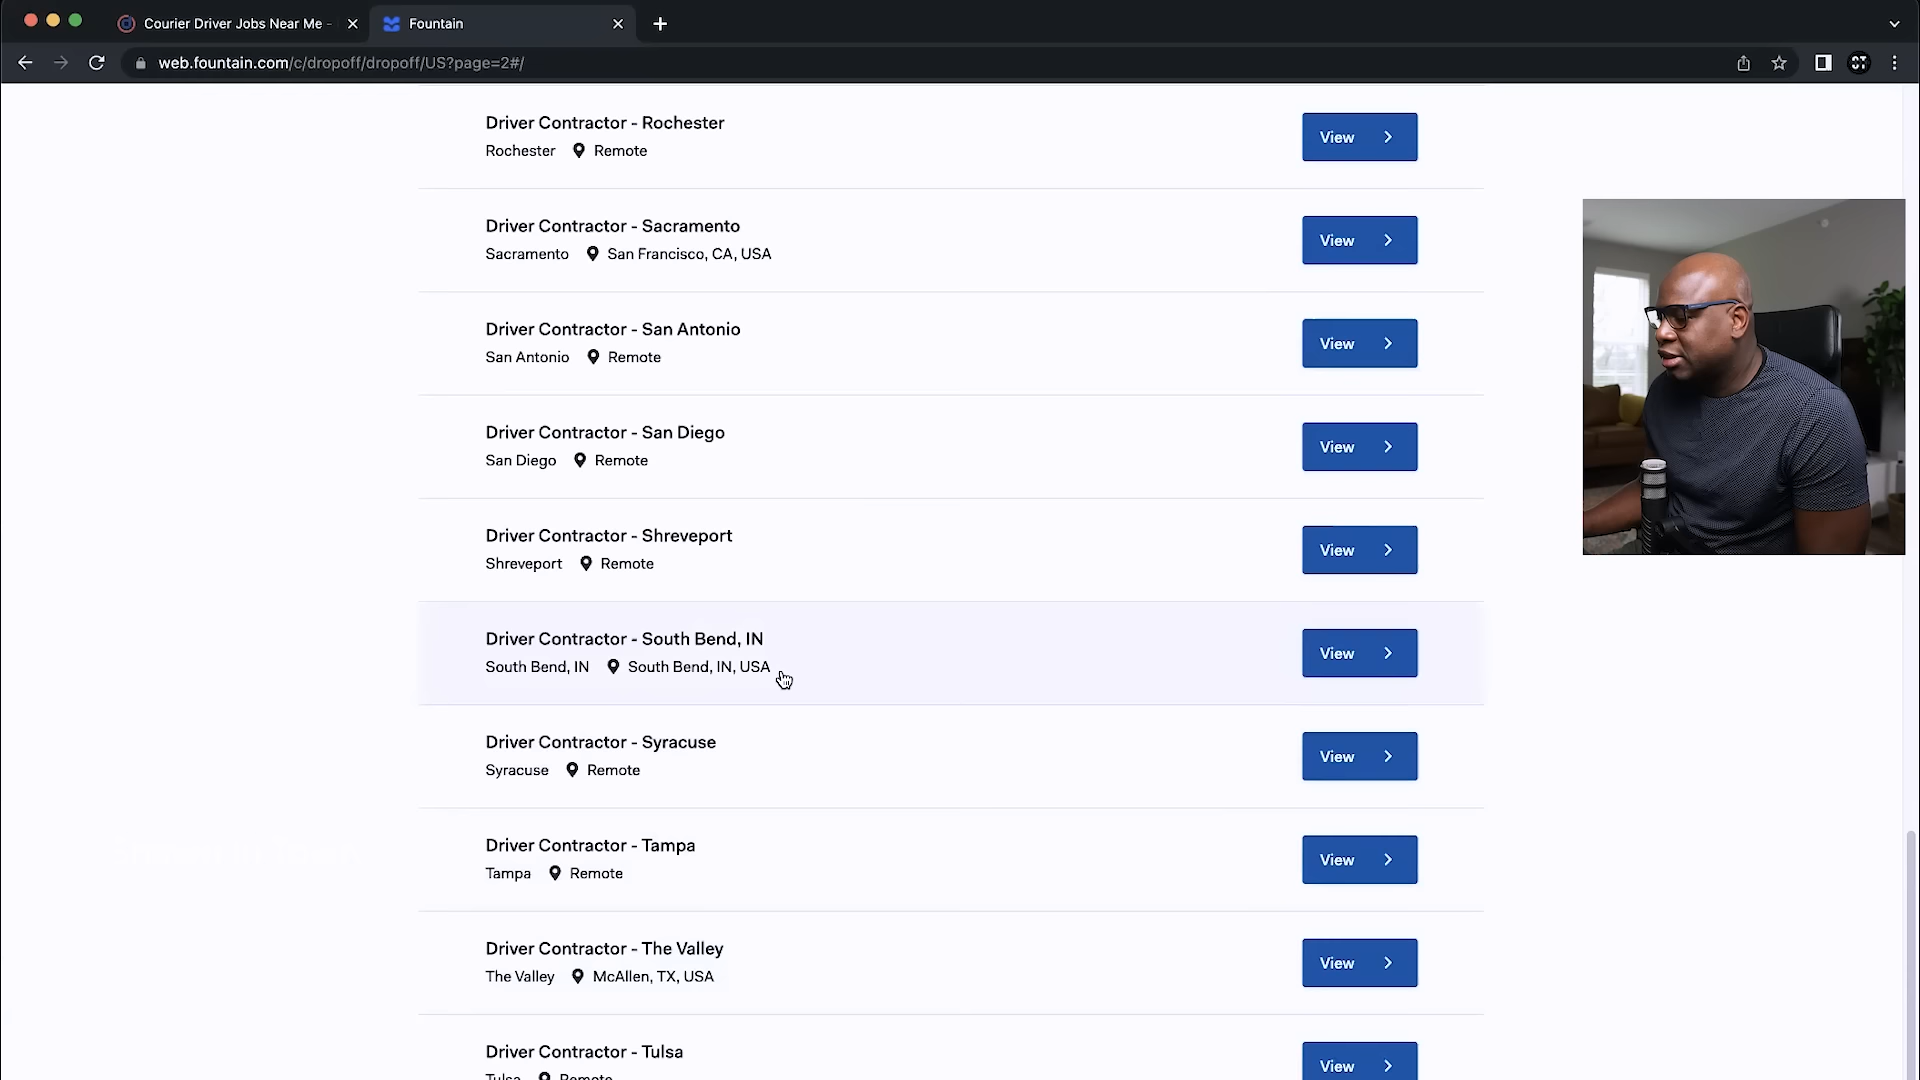 Courier Driver Jobs Near Me -
Fountain
web.fountain.com/c/dropoff/dropoff/US?page=2#/
Driver Contractor - Rochester
Rochester Remote
View
Driver Contractor - Sacramento
Sacramento San Francisco, CA, USA
View
Driver Contractor - San Antonio
San Antonio Remote
View
Driver Contractor - San Diego
San Diego Remote
View
Driver Contractor - Shreveport
Shreveport Remote
View
Driver Contractor - South Bend, IN
South Bend, IN South Bend, IN, USA
View
Driver Contractor - Syracuse
Syracuse Remote
View
Driver Contractor - Tampa
Tampa Remote
View
Driver Contractor - The Valley
The Valley McAllen, TX, USA
View
Driver Contractor - Tulsa
Tulsa Remote
View